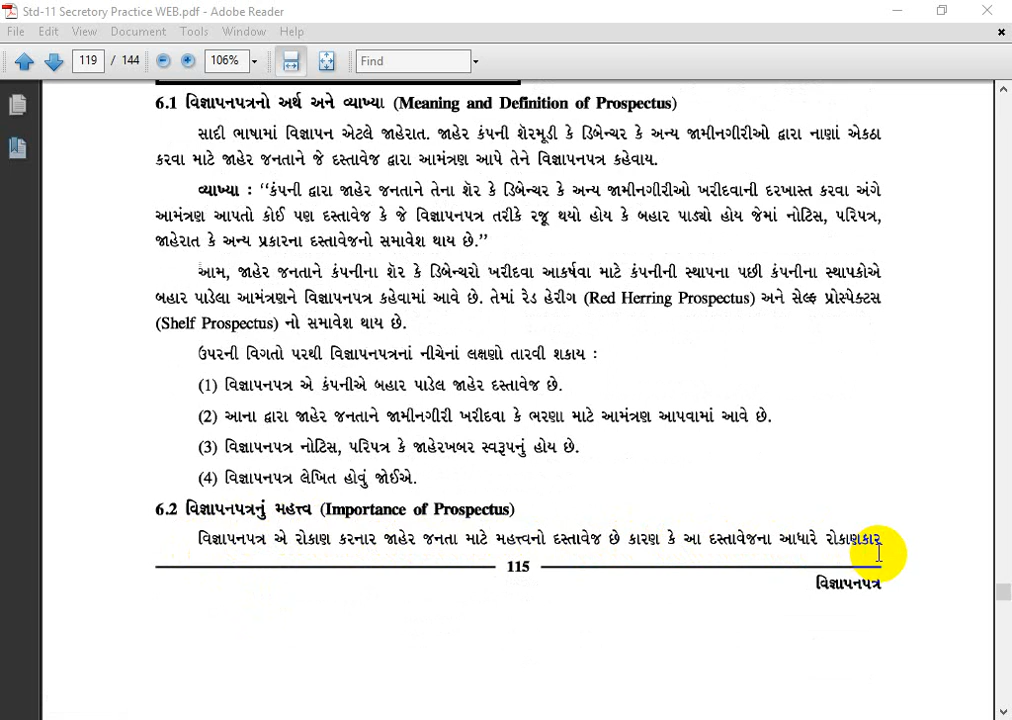 Std-11 Secretory Practice WEB.pdf - Adobe Reader
File Edit View Document Tools Window Help
119 / 144 106% Find
6.1 વિજ્ઞાપનપત્રનો અર્થ અને વ્યાખ્યા (Meaning and Definition of Prospectus)
સાદી ભાષામાં વિજ્ઞાપન એટલે જાહેરાત. જાહેર કંપની શૅરમૂડી કે ડિબેન્ચર કે અન્ય જામીનગીરીઓ દ્વારા નાણાં એકઠા
કરવા માટે જાહેર જનતાને જે દસ્તાવેજ દ્વારા આમંત્રણ આપે તેને વિજ્ઞાપનપત્ર કહેવાય.
વ્યાખ્યા : ‘‘કંપની દ્વારા જાહેર જનતાને તેના શૅર કે ડિબેન્ચર કે અન્ય જામીનગીરીઓ ખરીદવાની દરખાસ્ત કરવા અંગે
આમંત્રણ આપતો કોઈ પણ દસ્તાવેજ કે જે વિજ્ઞાપનપત્ર તરીકે રજૂ થયો હોય કે બહાર પાડ્યો હોય જેમાં નોટિસ, પરિપત્ર,
જાહેરાત કે અન્ય પ્રકારના દસ્તાવેજનો સમાવેશ થાય છે.’’
આમ, જાહેર જનતાને કંપનીના શૅર કે ડિબેન્ચરો ખરીદવા આકર્ષવા માટે કંપનીની સ્થાપના પછી કંપનીના સ્થાપકોએ
બહાર પાડેલા આમંત્રણને વિજ્ઞાપનપત્ર કહેવામાં આવે છે. તેમાં રેડ હેરીગ (Red Herring Prospectus) અને સેલ્ફ પ્રોસ્પેક્ટસ
(Shelf Prospectus) નો સમાવેશ થાય છે.
ઉપરની વિગતો પરથી વિજ્ઞાપનપત્રનાં નીચેનાં લક્ષણો તારવી શકાય :
(1) વિજ્ઞાપનપત્ર એ કંપનીએ બહાર પાડેલ જાહેર દસ્તાવેજ છે.
(2) આના દ્વારા જાહેર જનતાને જામીનગીરી ખરીદવા કે ભરણા માટે આમંત્રણ આપવામાં આવે છે.
(3) વિજ્ઞાપનપત્ર નોટિસ, પરિપત્ર કે જાહેરખબર સ્વરૂપનું હોય છે.
(4) વિજ્ઞાપનપત્ર લેખિત હોવું જોઈએ.
6.2 વિજ્ઞાપનપત્રનું મહત્ત્વ (Importance of Prospectus)
વિજ્ઞાપનપત્ર એ રોકાણ કરનાર જાહેર જનતા માટે મહત્ત્વનો દસ્તાવેજ છે કારણ કે આ દસ્તાવેજના આધારે રોકાણકાર
115
વિજ્ઞાપનપત્ર